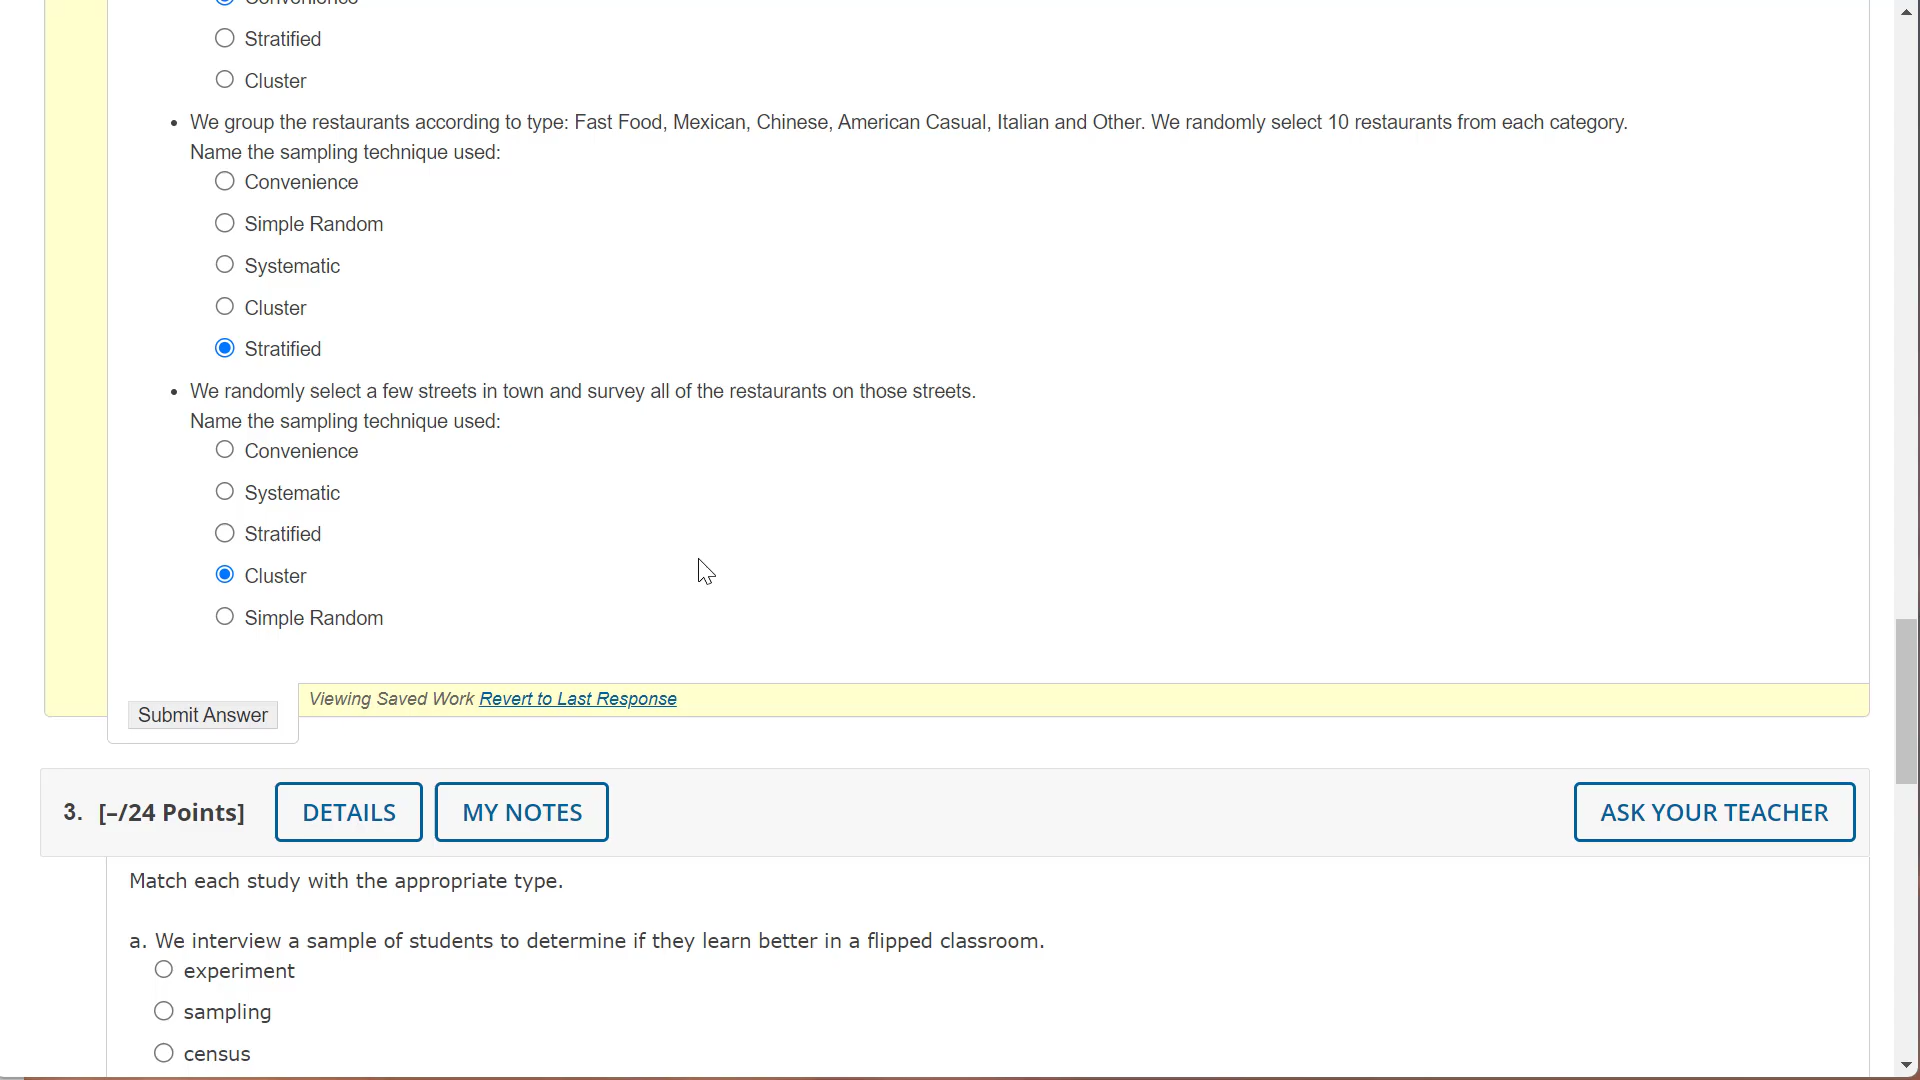 Convenience
Stratified
Cluster
We group the restaurants according to type: Fast Food, Mexican, Chinese, American Casual, Italian and Other. We randomly select 10 restaurants from each category.
Name the sampling technique used:
Convenience
Simple Random
Systematic
Cluster
Stratified
We randomly select a few streets in town and survey all of the restaurants on those streets.
Name the sampling technique used:
Convenience
Systematic
Stratified
Cluster
Simple Random
Submit Answer
Viewing Saved Work Revert to Last Response
3. [–/24 Points] DETAILS MY NOTES ASK YOUR TEACHER
Match each study with the appropriate type.
a. We interview a sample of students to determine if they learn better in a flipped classroom.
experiment
sampling
census